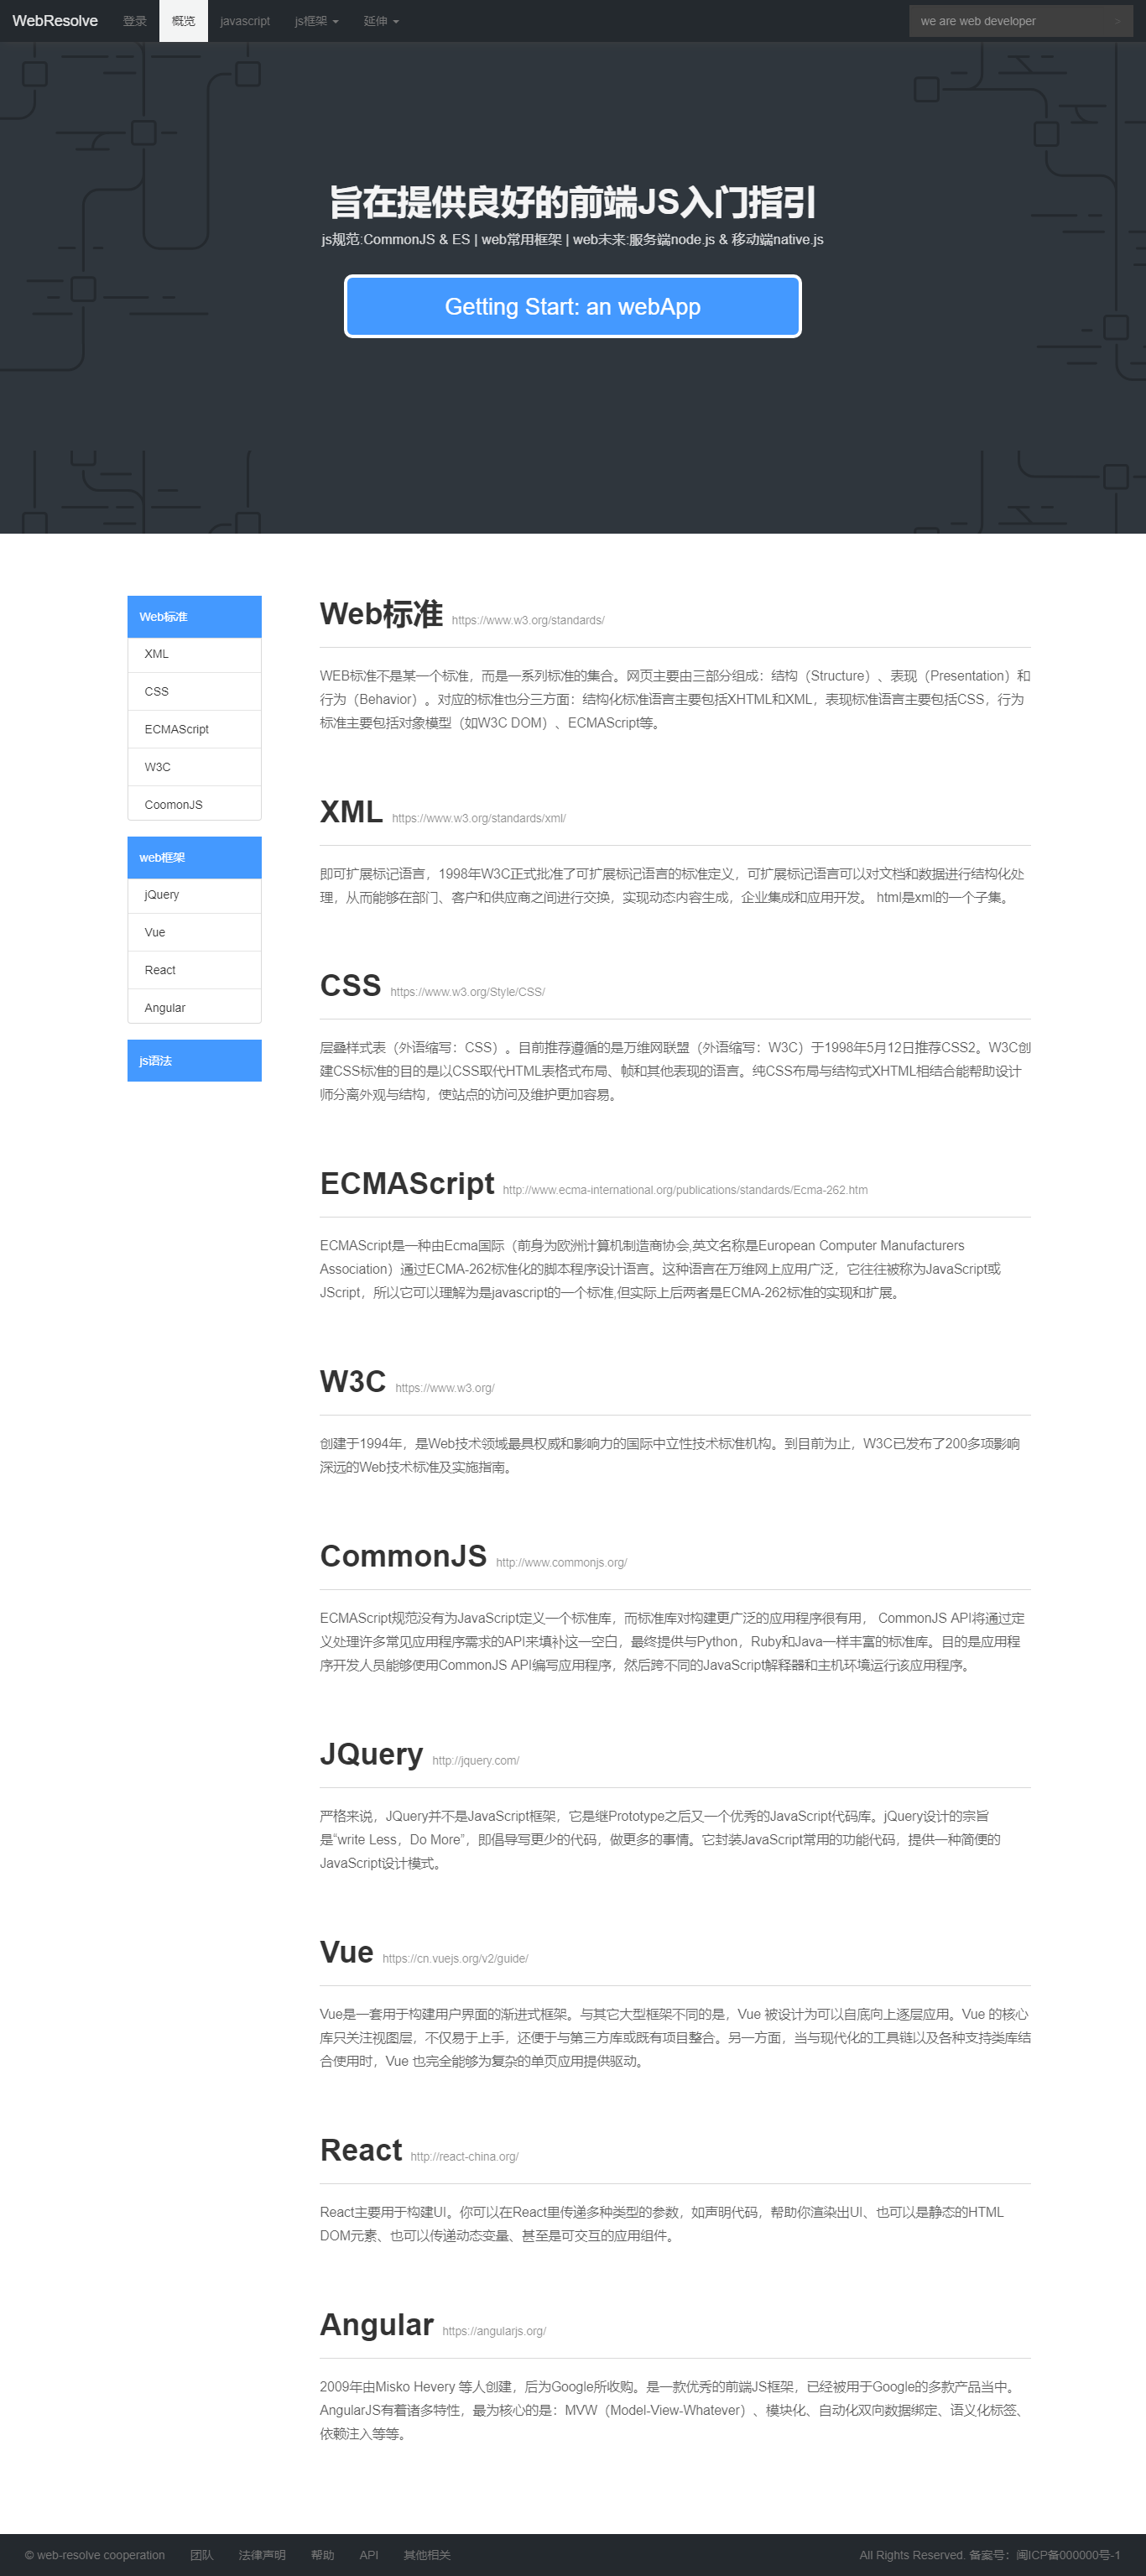 WebResolve 登录 概览 javascript js框架 延伸 we are web developer >
旨在提供良好的前端JS入门指引
js规范:CommonJS & ES | web常用框架 | web未来:服务端node.js & 移动端native.js
Getting Start: an webApp
Web标准
XML
CSS
ECMAScript
W3C
CoomonJS
web框架
jQuery
Vue
React
Angular
js语法
Web标准 https://www.w3.org/standards/
WEB标准不是某一个标准，而是一系列标准的集合。网页主要由三部分组成：结构（Structure）、表现（Presentation）和
行为（Behavior）。对应的标准也分三方面：结构化标准语言主要包括XHTML和XML，表现标准语言主要包括CSS，行为
标准主要包括对象模型（如W3C DOM）、ECMAScript等。
XML https://www.w3.org/standards/xml/
即可扩展标记语言，1998年W3C正式批准了可扩展标记语言的标准定义，可扩展标记语言可以对文档和数据进行结构化处
理，从而能够在部门、客户和供应商之间进行交换，实现动态内容生成，企业集成和应用开发。 html是xml的一个子集。
CSS https://www.w3.org/Style/CSS/
层叠样式表（外语缩写：CSS）。目前推荐遵循的是万维网联盟（外语缩写：W3C）于1998年5月12日推荐CSS2。W3C创
建CSS标准的目的是以CSS取代HTML表格式布局、帧和其他表现的语言。纯CSS布局与结构式XHTML相结合能帮助设计
师分离外观与结构，使站点的访问及维护更加容易。
ECMAScript http://www.ecma-international.org/publications/standards/Ecma-262.htm
ECMAScript是一种由Ecma国际（前身为欧洲计算机制造商协会,英文名称是European Computer Manufacturers
Association）通过ECMA-262标准化的脚本程序设计语言。这种语言在万维网上应用广泛，它往往被称为JavaScript或
JScript，所以它可以理解为是javascript的一个标准,但实际上后两者是ECMA-262标准的实现和扩展。
W3C https://www.w3.org/
创建于1994年，是Web技术领域最具权威和影响力的国际中立性技术标准机构。到目前为止，W3C已发布了200多项影响
深远的Web技术标准及实施指南。
CommonJS http://www.commonjs.org/
ECMAScript规范没有为JavaScript定义一个标准库，而标准库对构建更广泛的应用程序很有用， CommonJS API将通过定
义处理许多常见应用程序需求的API来填补这一空白，最终提供与Python，Ruby和Java一样丰富的标准库。目的是应用程
序开发人员能够使用CommonJS API编写应用程序，然后跨不同的JavaScript解释器和主机环境运行该应用程序。
JQuery http://jquery.com/
严格来说，JQuery并不是JavaScript框架，它是继Prototype之后又一个优秀的JavaScript代码库。jQuery设计的宗旨
是“write Less，Do More”，即倡导写更少的代码，做更多的事情。它封装JavaScript常用的功能代码，提供一种简便的
JavaScript设计模式。
Vue https://cn.vuejs.org/v2/guide/
Vue是一套用于构建用户界面的渐进式框架。与其它大型框架不同的是，Vue 被设计为可以自底向上逐层应用。Vue 的核心
库只关注视图层，不仅易于上手，还便于与第三方库或既有项目整合。另一方面，当与现代化的工具链以及各种支持类库结
合使用时，Vue 也完全能够为复杂的单页应用提供驱动。
React http://react-china.org/
React主要用于构建UI。你可以在React里传递多种类型的参数，如声明代码，帮助你渲染出UI、也可以是静态的HTML
DOM元素、也可以传递动态变量、甚至是可交互的应用组件。
Angular https://angularjs.org/
2009年由Misko Hevery 等人创建，后为Google所收购。是一款优秀的前端JS框架，已经被用于Google的多款产品当中。
AngularJS有着诸多特性，最为核心的是：MVW（Model-View-Whatever）、模块化、自动化双向数据绑定、语义化标签、
依赖注入等等。
© web-resolve cooperation 团队 法律声明 帮助 API 其他相关 All Rights Reserved. 备案号：闽ICP备000000号-1